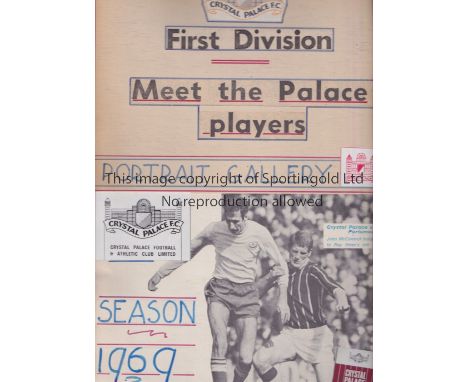 CRYSTAL PALACE F.C.
First Division
Meet the Palace
players
PORTRAIT GALLERY
This image copyright of Sportingold Ltd
No reproduction allowed
CRYSTAL PALACE F.C.
CRYSTAL PALACE FOOTBALL
& ATHLETIC CLUB LIMITED
Crystal Palace
SEASON
1969
CRYSTAL
PALACE